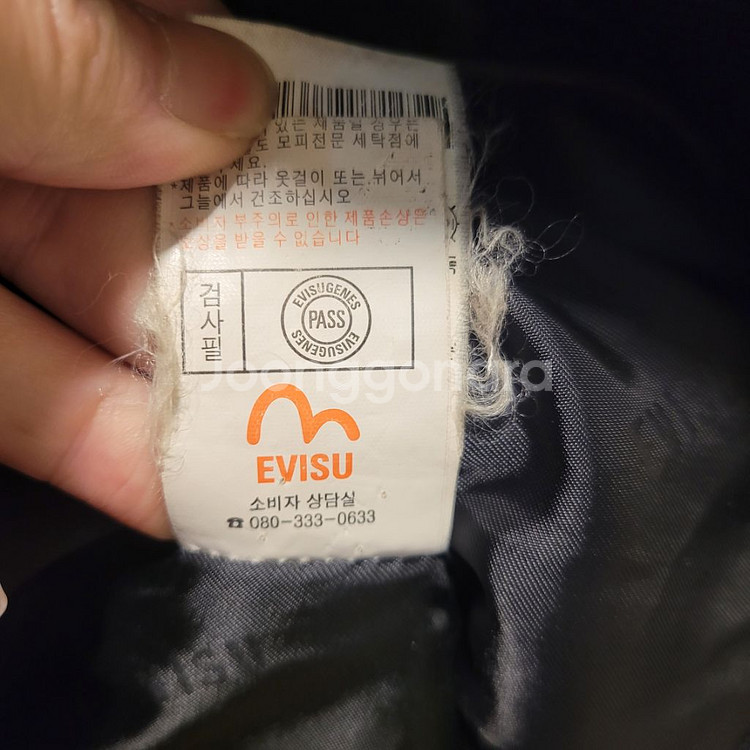 있는 제품일 경우는
도 모피전문 세탁점에
세요.
*제품에 따라 옷걸이 또는 뉘어서
그늘에서 건조하십시오
*소비자 부주의로 인한 제품손상은
보상을 받을 수 없습니다
검사필
EVISUGENES
PASS
EVISUGENES
Joonggonara
EVISU
소비자 상담실
☎ 080-333-0633